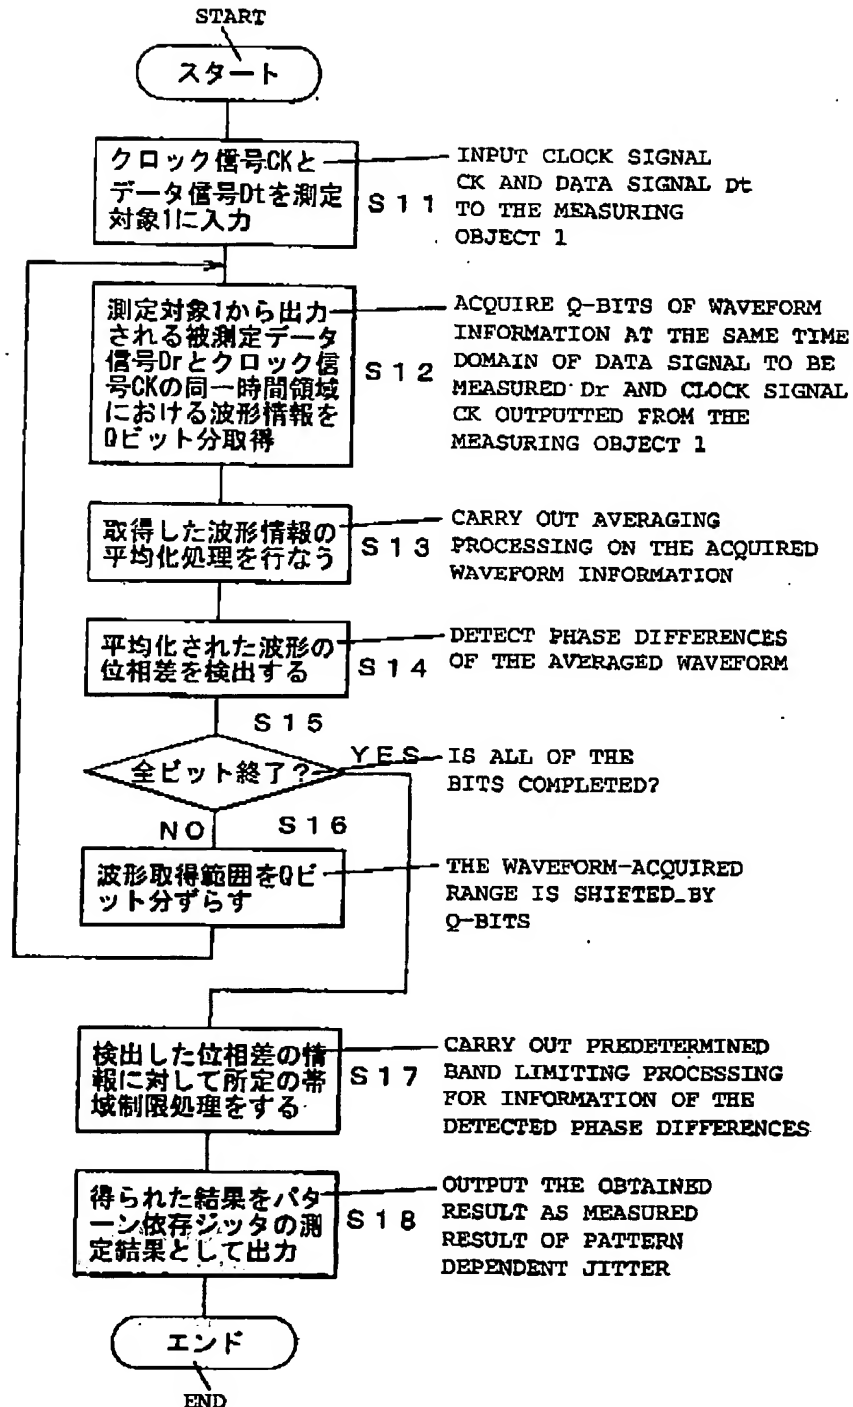 START
スタート
クロック信号CKと
データ信号Dtを測定
対象1に入力
S11
INPUT CLOCK SIGNAL
CK AND DATA SIGNAL Dt
TO THE MEASURING
OBJECT 1
測定対象1から出力
される被測定データ
信号Drとクロック信
号CKの同一時間領域
における波形情報を
Qビット分取得
S12
ACQUIRE Q-BITS OF WAVEFORM
INFORMATION AT THE SAME TIME
DOMAIN OF DATA SIGNAL TO BE
MEASURED Dr AND CLOCK SIGNAL
CK OUTPUTTED FROM THE
MEASURING OBJECT 1
取得した波形情報の
平均化処理を行なう
S13
CARRY OUT AVERAGING
PROCESSING ON THE ACQUIRED
WAVEFORM INFORMATION
平均化された波形の
位相差を検出する
S14
DETECT PHASE DIFFERENCES
OF THE AVERAGED WAVEFORM
S15
全ビット終了?
YES
IS ALL OF THE
BITS COMPLETED?
NO
S16
波形取得範囲をQビ
ット分ずらす
THE WAVEFORM-ACQUIRED
RANGE IS SHIFTED BY
Q-BITS
検出した位相差の情
報に対して所定の帯
域制限処理をする
S17
CARRY OUT PREDETERMINED
BAND LIMITING PROCESSING
FOR INFORMATION OF THE
DETECTED PHASE DIFFERENCES
得られた結果をパタ
ーン依存ジッタの測
定結果として出力
S18
OUTPUT THE OBTAINED
RESULT AS MEASURED
RESULT OF PATTERN
DEPENDENT JITTER
エンド
END